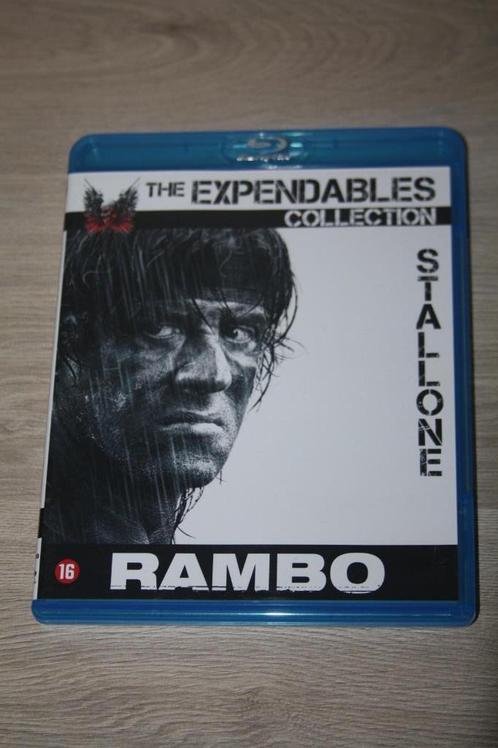 THE EXPENDABLES
COLLECTION
STALLONE
16
RAMBO